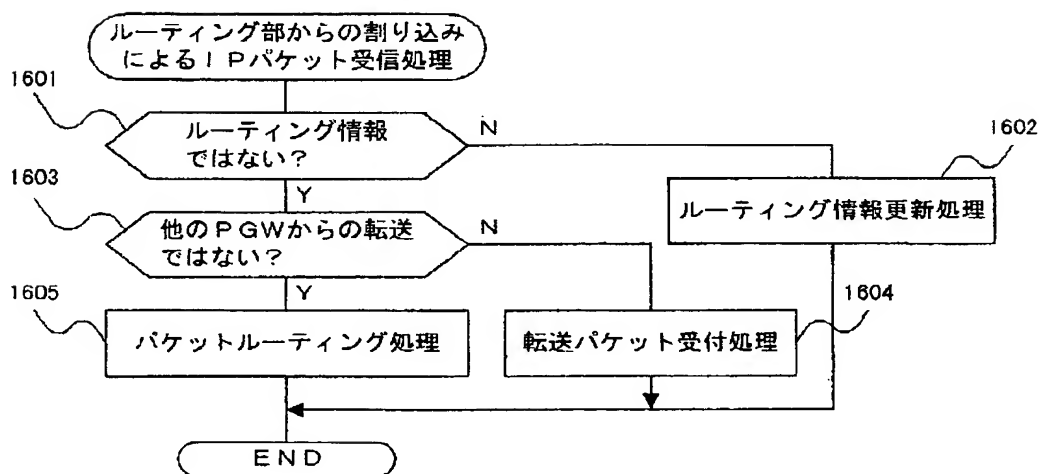 ルーティング部からの割り込み
によるIPパケット受信処理
1601
ルーティング情報
ではない?
N
1602
Y
ルーティング情報更新処理
1603
他のPGWからの転送
ではない?
N
Y
1605
パケットルーティング処理
1604
転送パケット受付処理
END